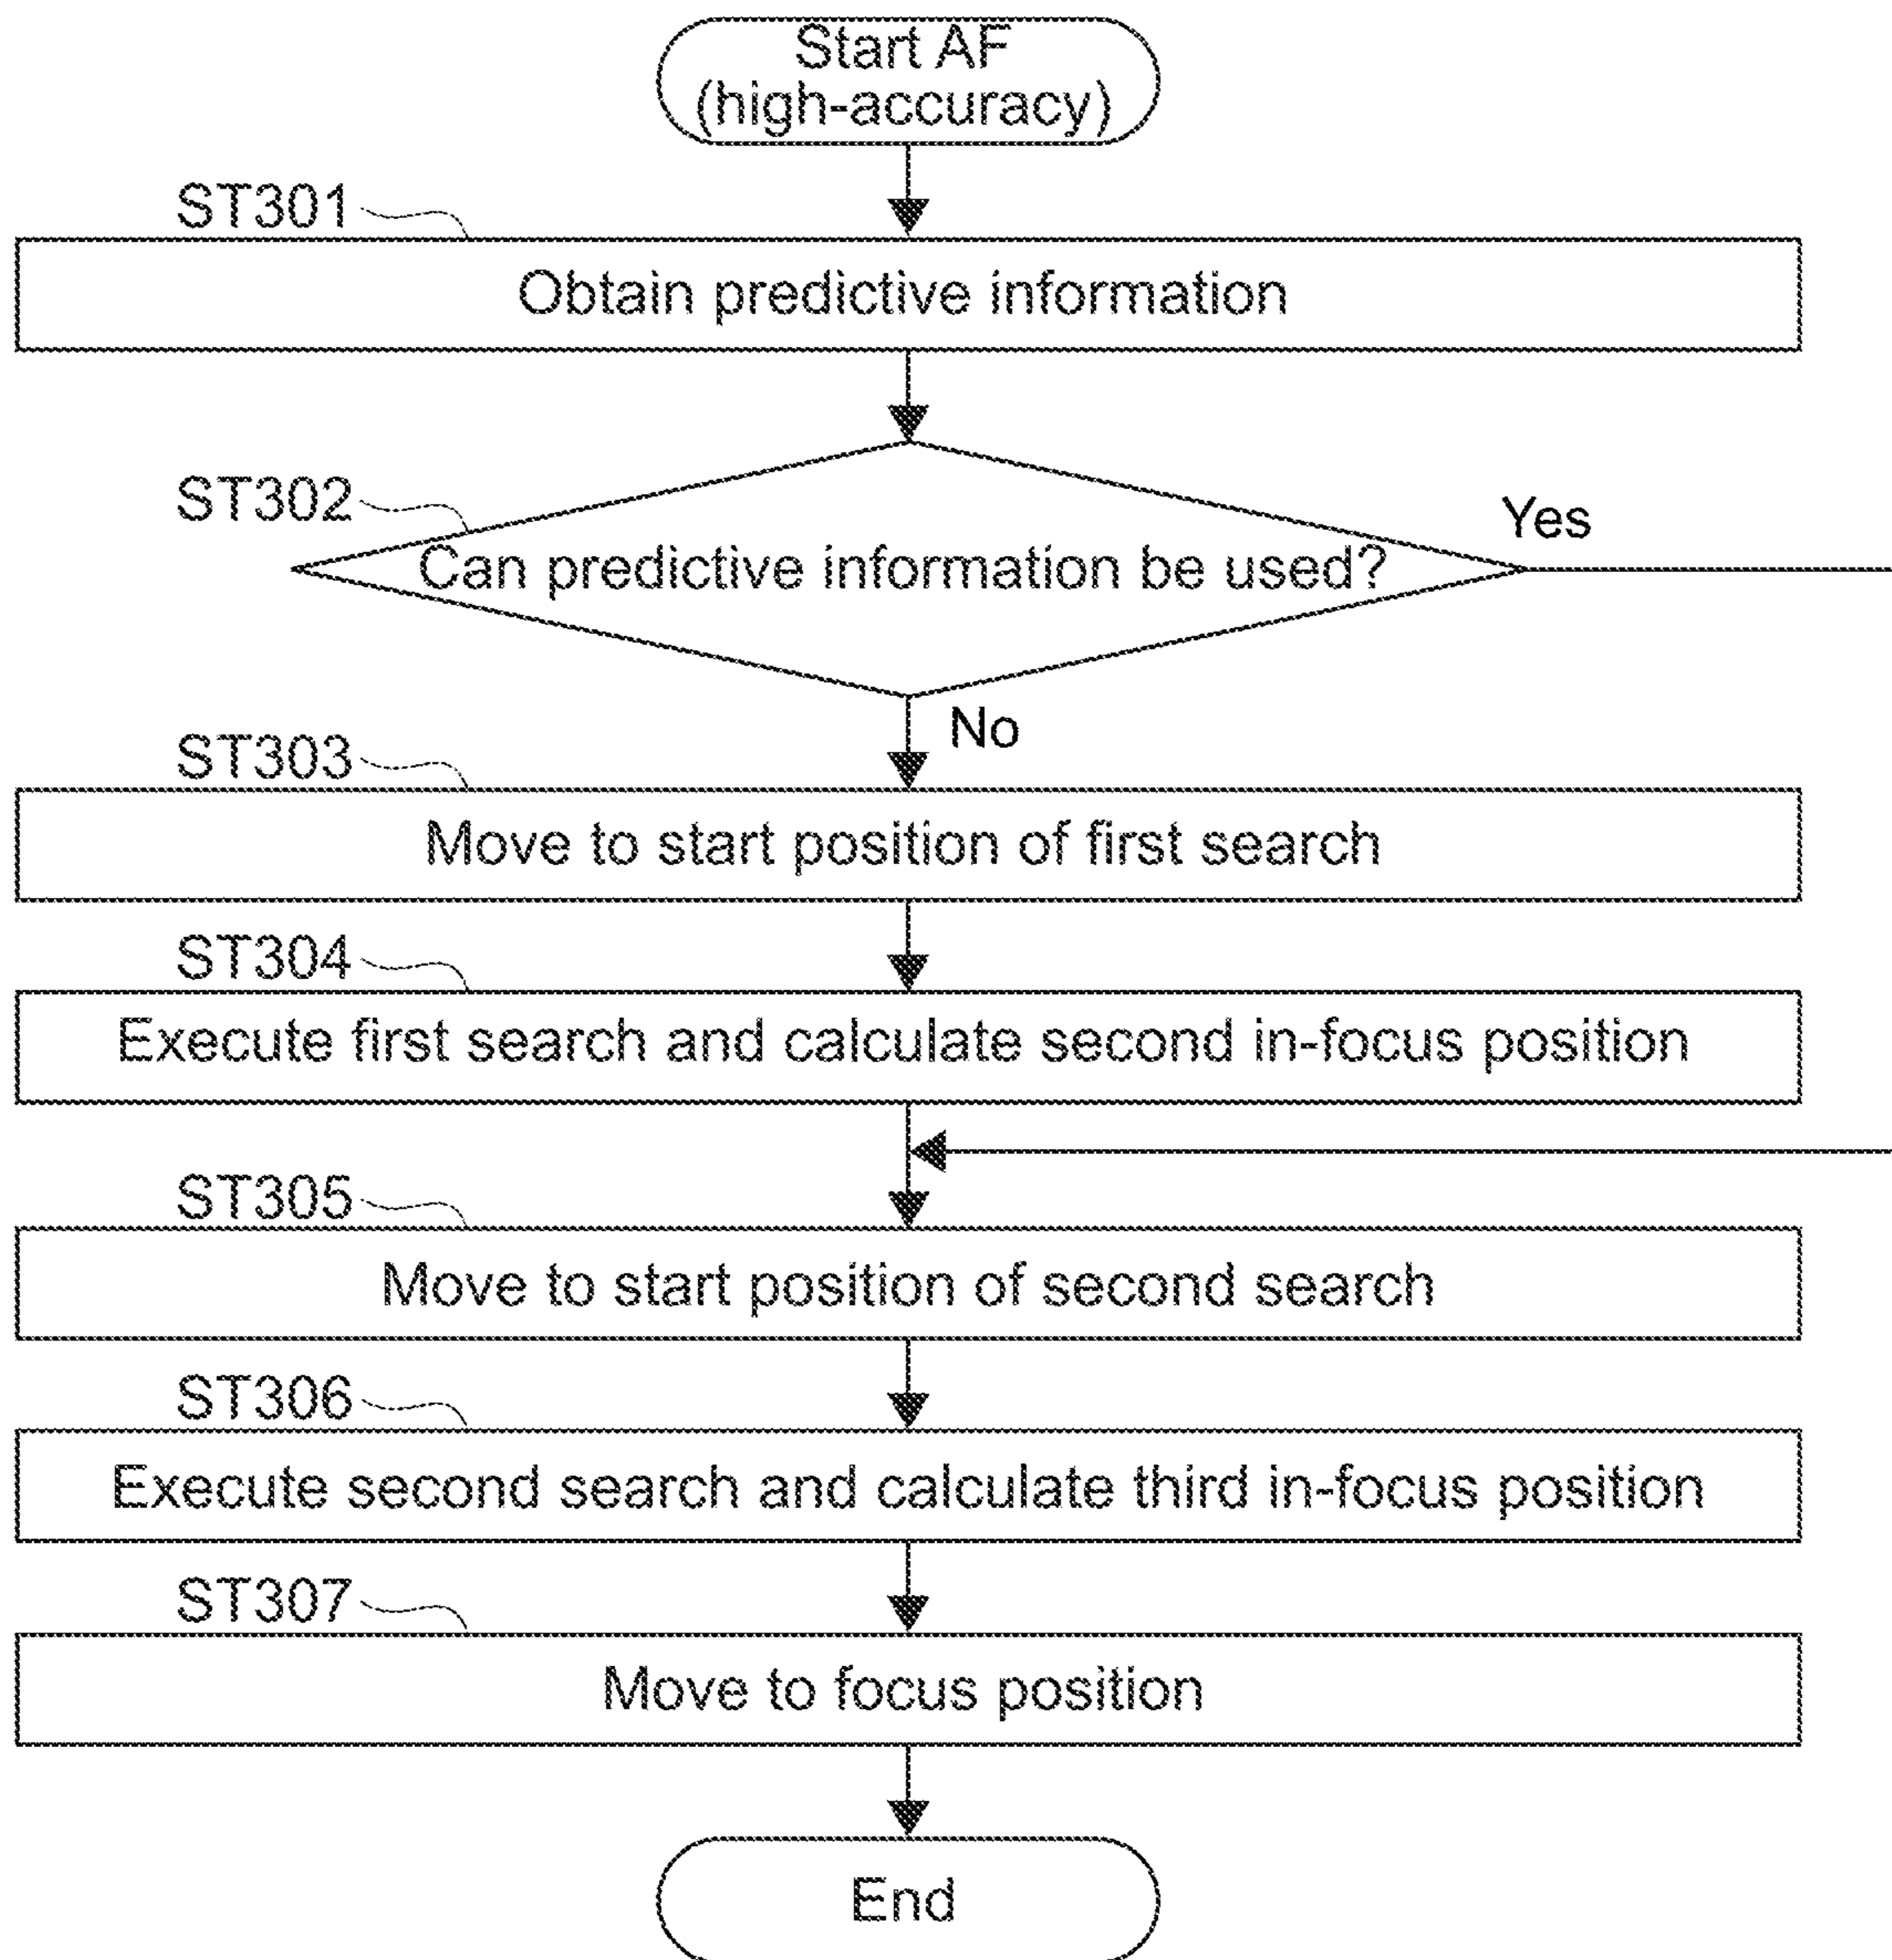 Start AF
(high-accuracy)
ST301
Obtain predictive information
ST302
Yes
Can predictive information be used?
No
ST303
Move to start position of first search
ST304
Execute first search and calculate second in-focus position
ST305
Move to start position of second search
ST306
Execute second search and calculate third in-focus position
ST307
Move to focus position
End